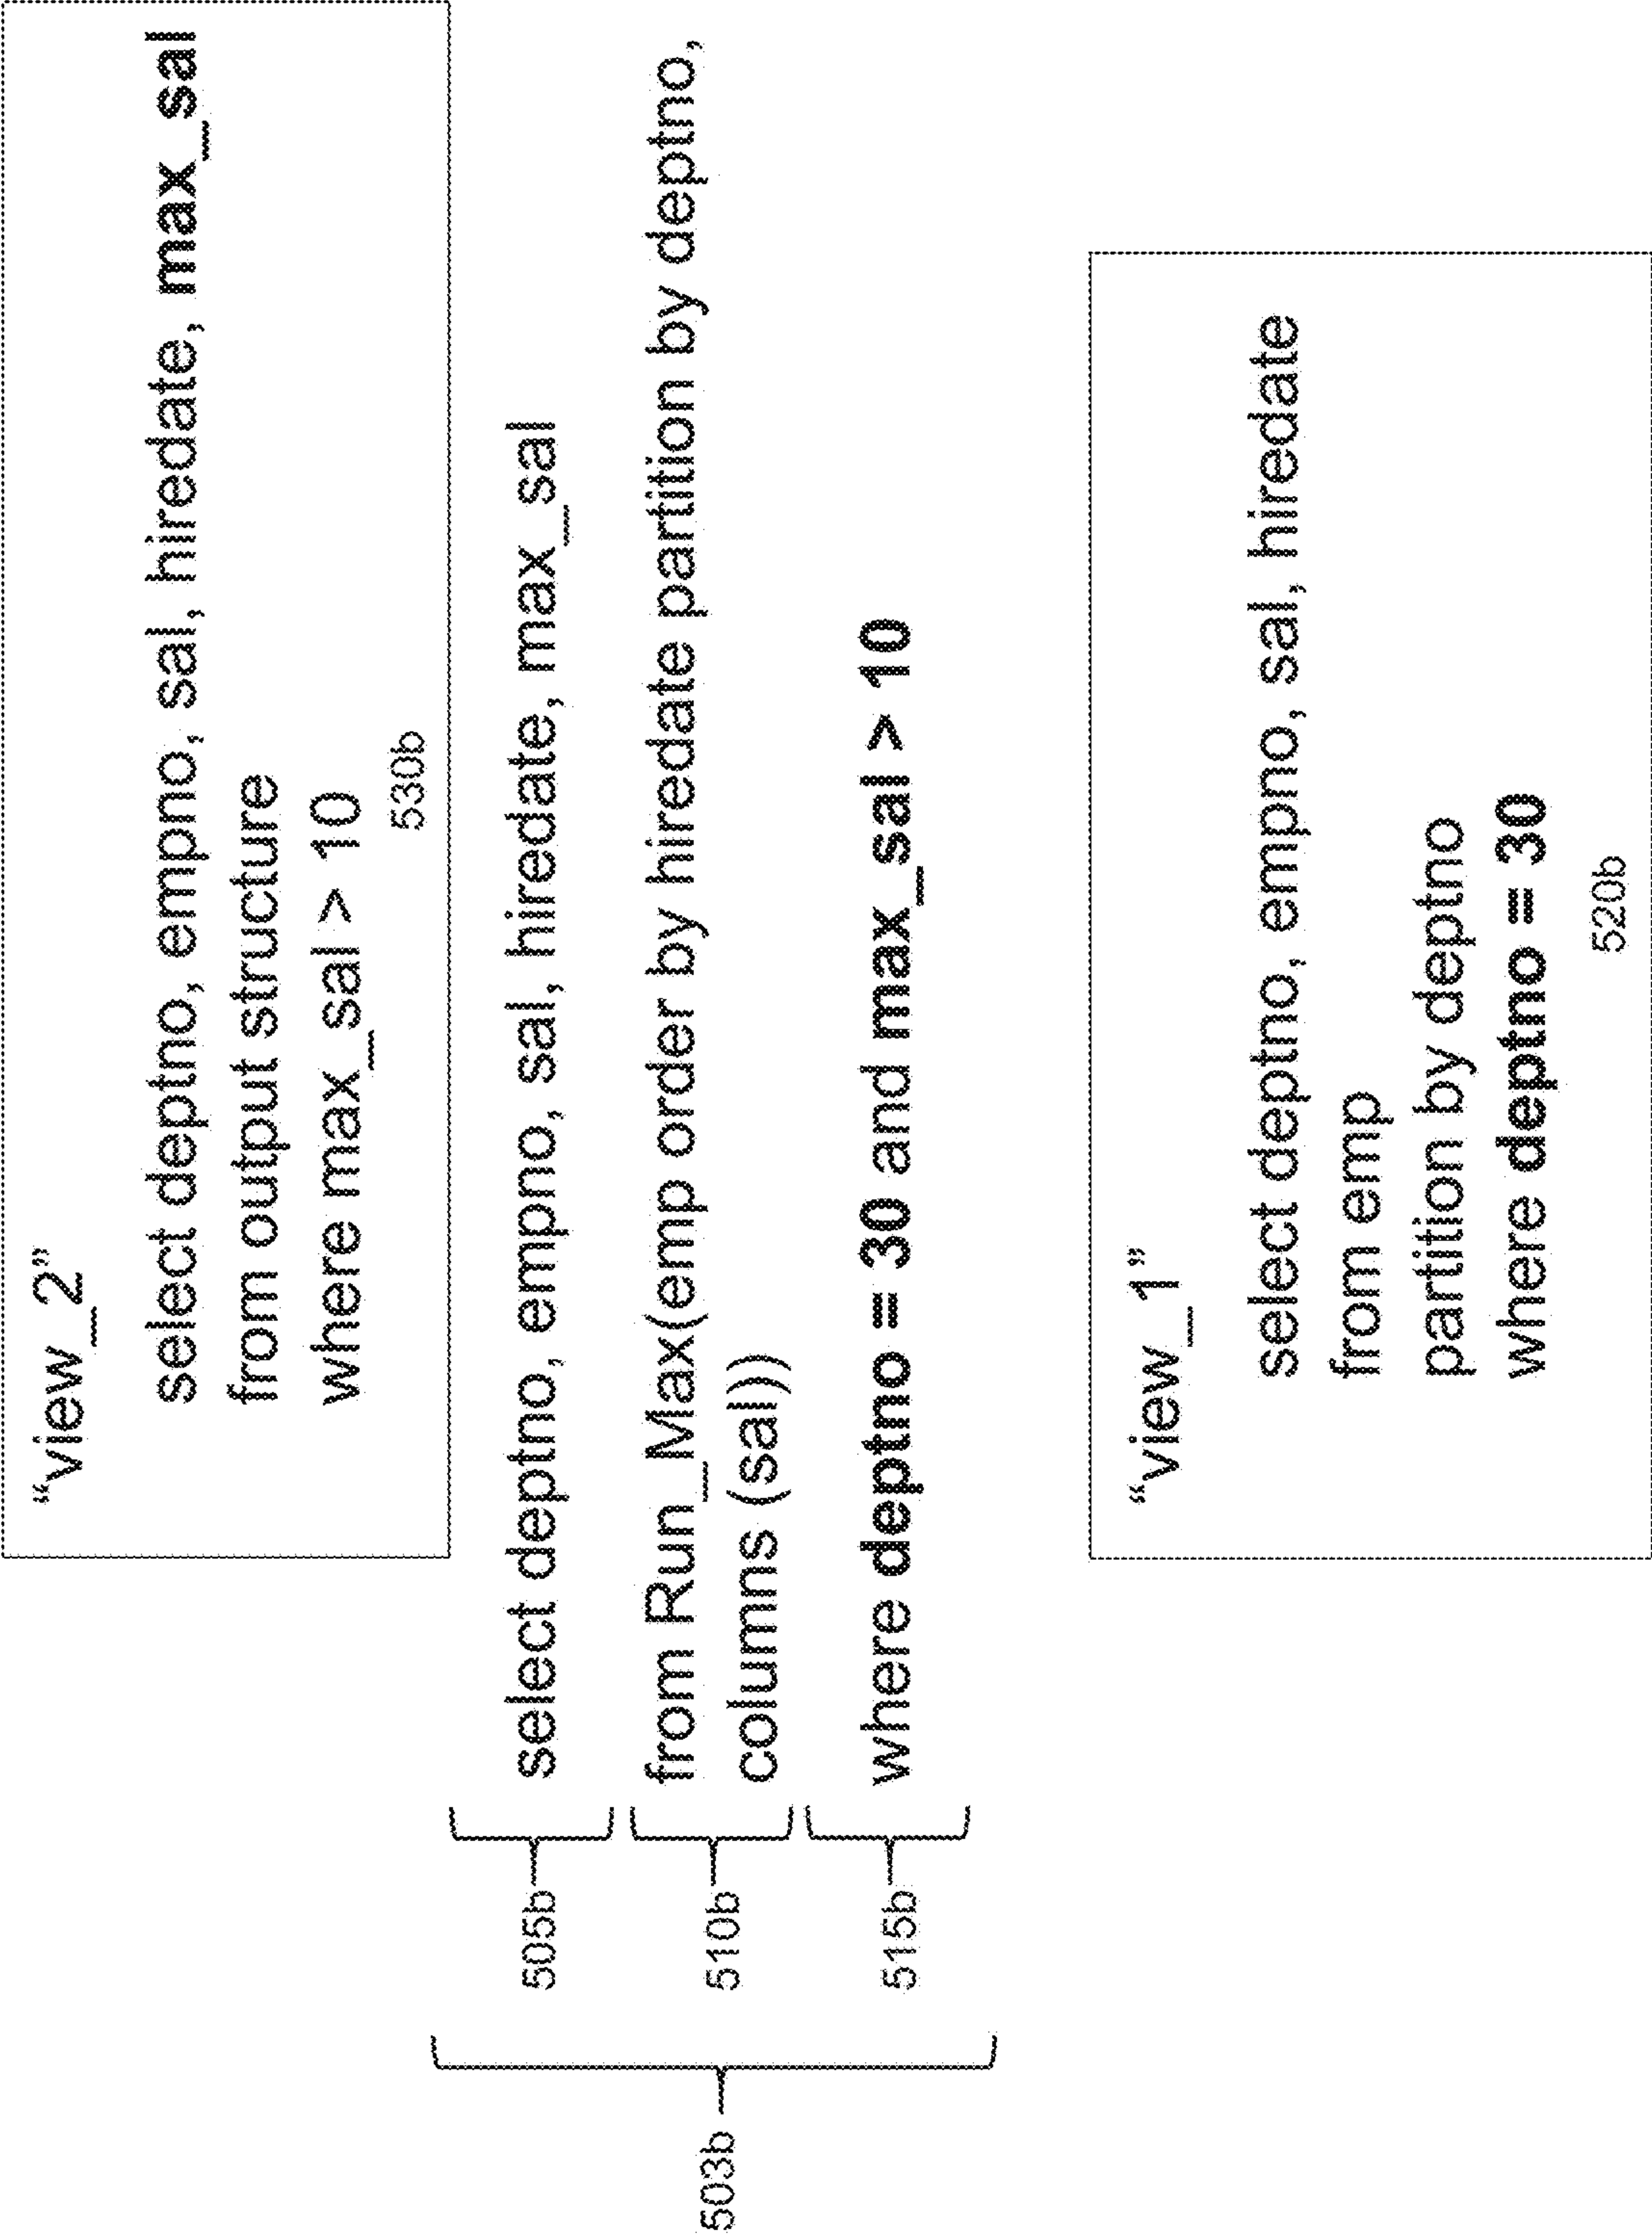 “view_2”
select deptno, empno, sal, hiredate, max_sal
from output structure
where max_sal > 10
530b
503b
505b
select deptno, empno, sal, hiredate, max_sal
510b
from Run_Max(emp order by hiredate partition by deptno,
columns (sal))
515b
where deptno = 30 and max_sal > 10
“view_1”
select deptno, empno, sal, hiredate
from emp
partition by deptno
where deptno = 30
520b